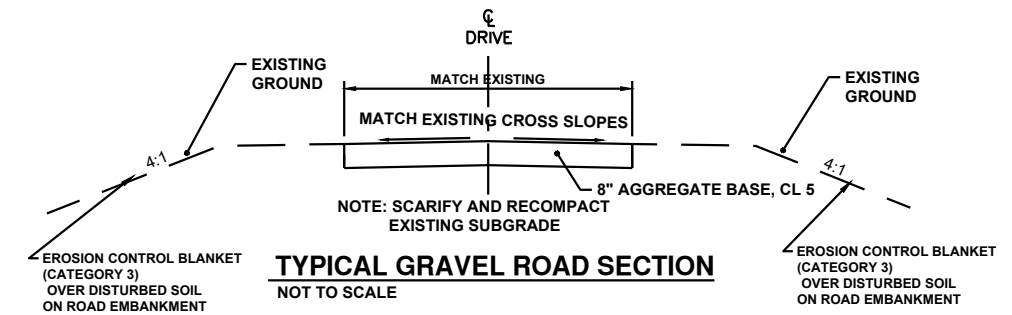 ℄
DRIVE
EXISTING
GROUND
MATCH EXISTING
EXISTING
GROUND
MATCH EXISTING CROSS SLOPES
4:1
4:1
8" AGGREGATE BASE, CL 5
NOTE: SCARIFY AND RECOMPACT
EXISTING SUBGRADE
EROSION CONTROL BLANKET
(CATEGORY 3)
OVER DISTURBED SOIL
ON ROAD EMBANKMENT
TYPICAL GRAVEL ROAD SECTION
NOT TO SCALE
EROSION CONTROL BLANKET
(CATEGORY 3)
OVER DISTURBED SOIL
ON ROAD EMBANKMENT